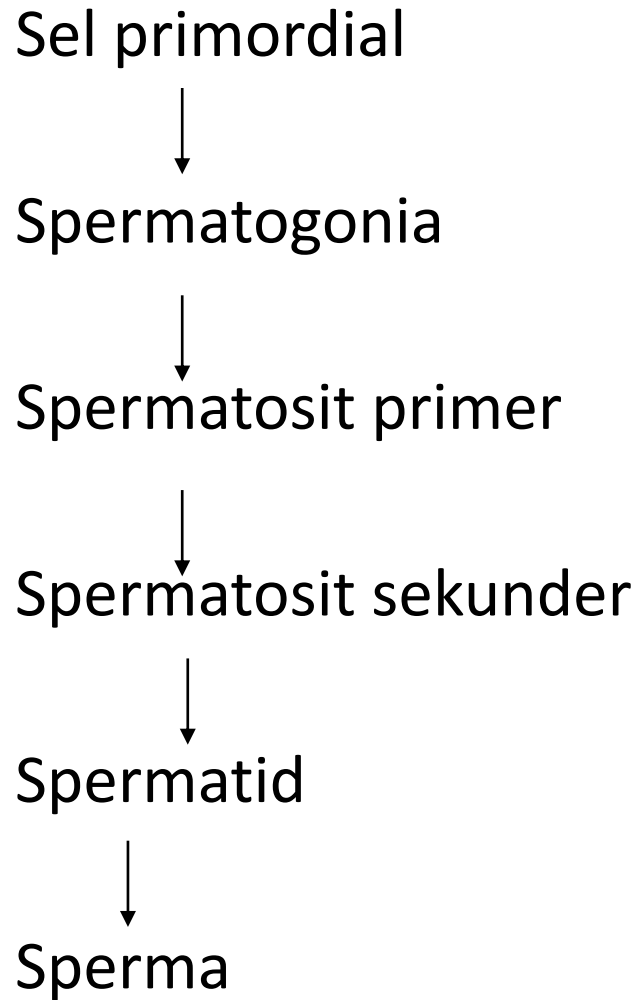 Sel primordial
Spermatogonia
Spermatosit primer
Spermatosit sekunder
Spermatid
Sperma